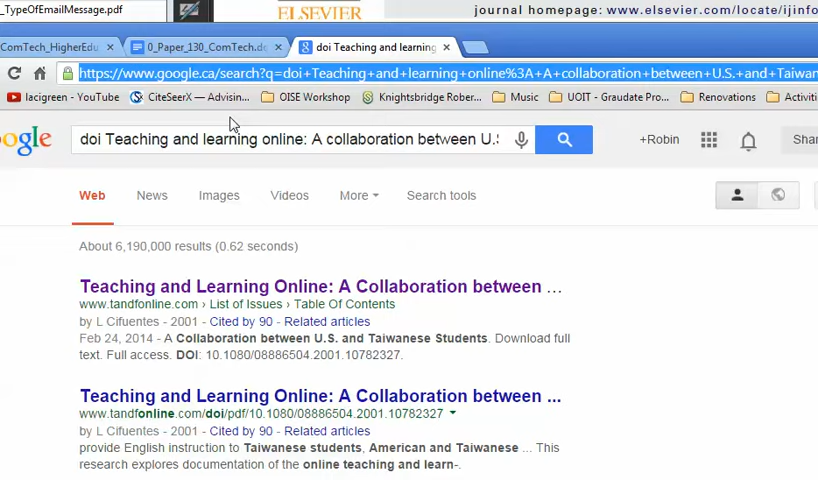 _TypeOfEmailMessage.pdf
ELSEVIER
journal homepage: www.elsevier.com/locate/ijinfo
ComTech_HigherEdu
0_Paper_130_ComTech.do
doi Teaching and learning
https://www.google.ca/search?q=doi+Teaching+and+learning+online%3A+A+collaboration+between+U.S.+and+Taiwan
lacigreen - YouTube
CiteSeerX — Advisin...
OISE Workshop
Knightsbridge Rober...
Music
UOIT - Graudate Pro...
Renovations
Activiti
ogle
doi Teaching and learning online: A collaboration between U.S
+Robin
Shar
Web
News
Images
Videos
More
Search tools
About 6,190,000 results (0.62 seconds)
Teaching and Learning Online: A Collaboration between ...
www.tandfonline.com › List of Issues › Table Of Contents
by L Cifuentes - 2001 - Cited by 90 - Related articles
Feb 24, 2014 - A Collaboration between U.S. and Taiwanese Students. Download full
text. Full access. DOI: 10.1080/08886504.2001.10782327.
Teaching and Learning Online: A Collaboration between ...
www.tandfonline.com/doi/pdf/10.1080/08886504.2001.10782327
by L Cifuentes - 2001 - Cited by 90 - Related articles
provide English instruction to Taiwanese students, American and Taiwanese ... This
research explores documentation of the online teaching and learn-.